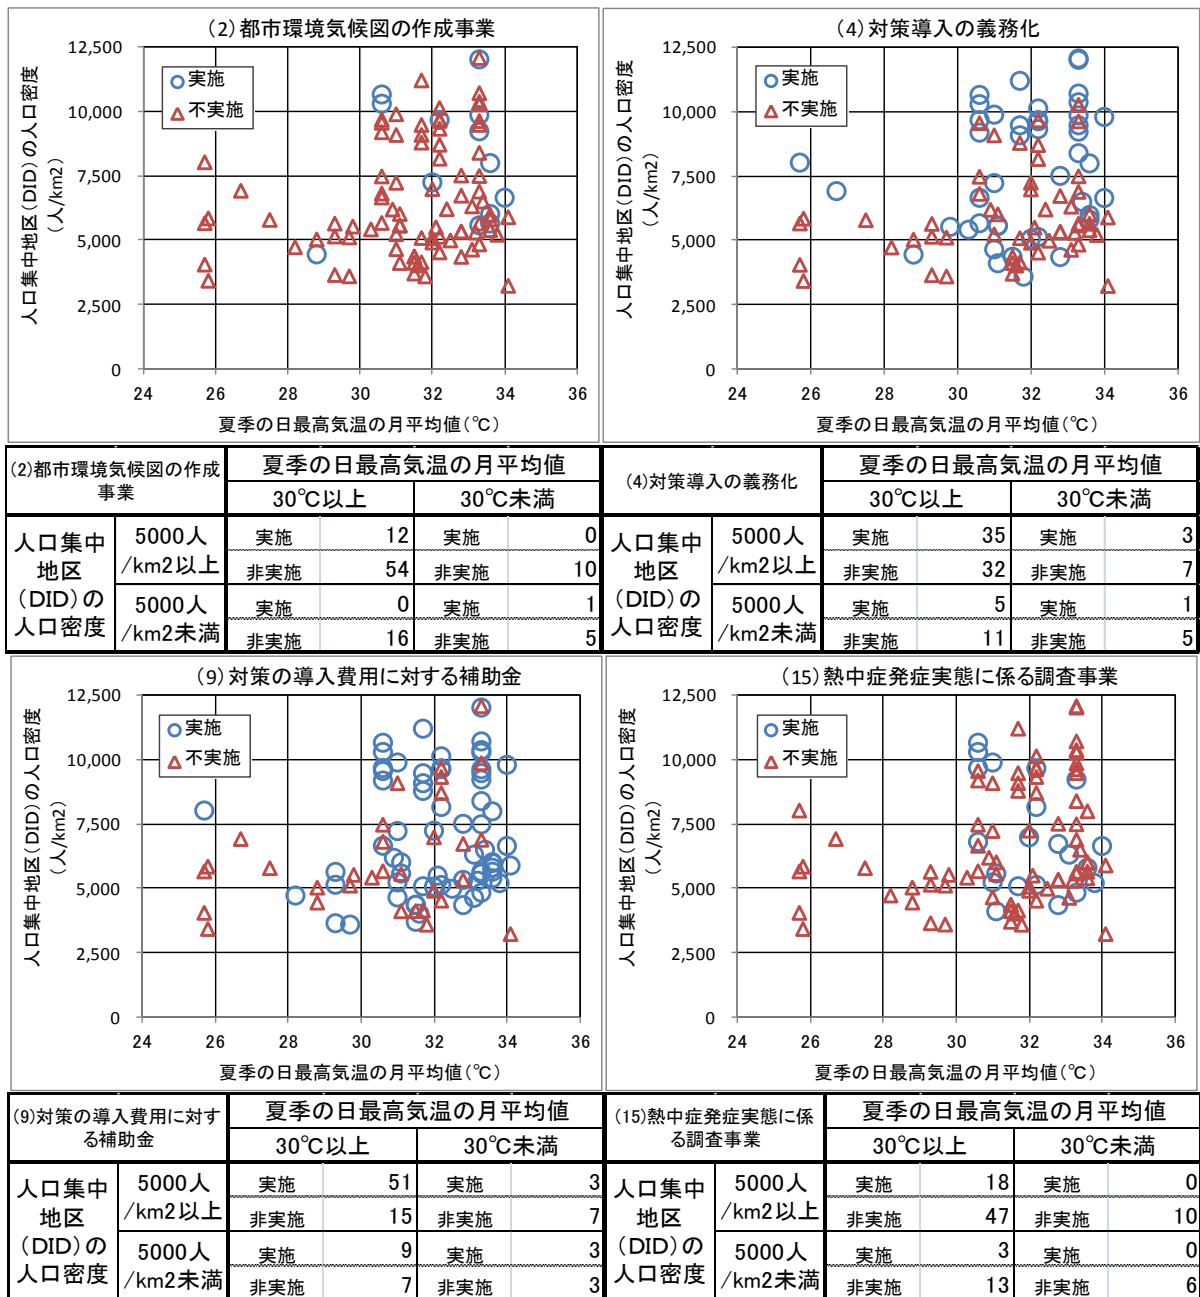 (2)都市環境気候図の作成事業
人口集中地区(DID)の人口密度
(人/km2)
12,500
10,000
7,500
5,000
2,500
0
実施
不実施
24 26 28 30 32 34 36
夏季の日最高気温の月平均値(℃)
(4)対策導入の義務化
人口集中地区(DID)の人口密度
(人/km2)
12,500
10,000
7,500
5,000
2,500
0
実施
不実施
24 26 28 30 32 34 36
夏季の日最高気温の月平均値(℃)
(2)都市環境気候図の作成
事業
夏季の日最高気温の月平均値
30℃以上 30℃未満
人口集中
地区
(DID)の
人口密度
5000人
/km2以上
実施 12 実施 0
非実施 54 非実施 10
5000人
/km2未満
実施 0 実施 1
非実施 16 非実施 5
(4)対策導入の義務化
夏季の日最高気温の月平均値
30℃以上 30℃未満
人口集中
地区
(DID)の
人口密度
5000人
/km2以上
実施 35 実施 3
非実施 32 非実施 7
5000人
/km2未満
実施 5 実施 1
非実施 11 非実施 5
(9)対策の導入費用に対する補助金
人口集中地区(DID)の人口密度
(人/km2)
12,500
10,000
7,500
5,000
2,500
0
実施
不実施
24 26 28 30 32 34 36
夏季の日最高気温の月平均値(℃)
(15)熱中症発症実態に係る調査事業
人口集中地区(DID)の人口密度
(人/km2)
12,500
10,000
7,500
5,000
2,500
0
実施
不実施
24 26 28 30 32 34 36
夏季の日最高気温の月平均値(℃)
(9)対策の導入費用に対す
る補助金
夏季の日最高気温の月平均値
30℃以上 30℃未満
人口集中
地区
(DID)の
人口密度
5000人
/km2以上
実施 51 実施 3
非実施 15 非実施 7
5000人
/km2未満
実施 9 実施 3
非実施 7 非実施 3
(15)熱中症発症実態に係
る調査事業
夏季の日最高気温の月平均値
30℃以上 30℃未満
人口集中
地区
(DID)の
人口密度
5000人
/km2以上
実施 18 実施 0
非実施 47 非実施 10
5000人
/km2未満
実施 3 実施 0
非実施 13 非実施 6